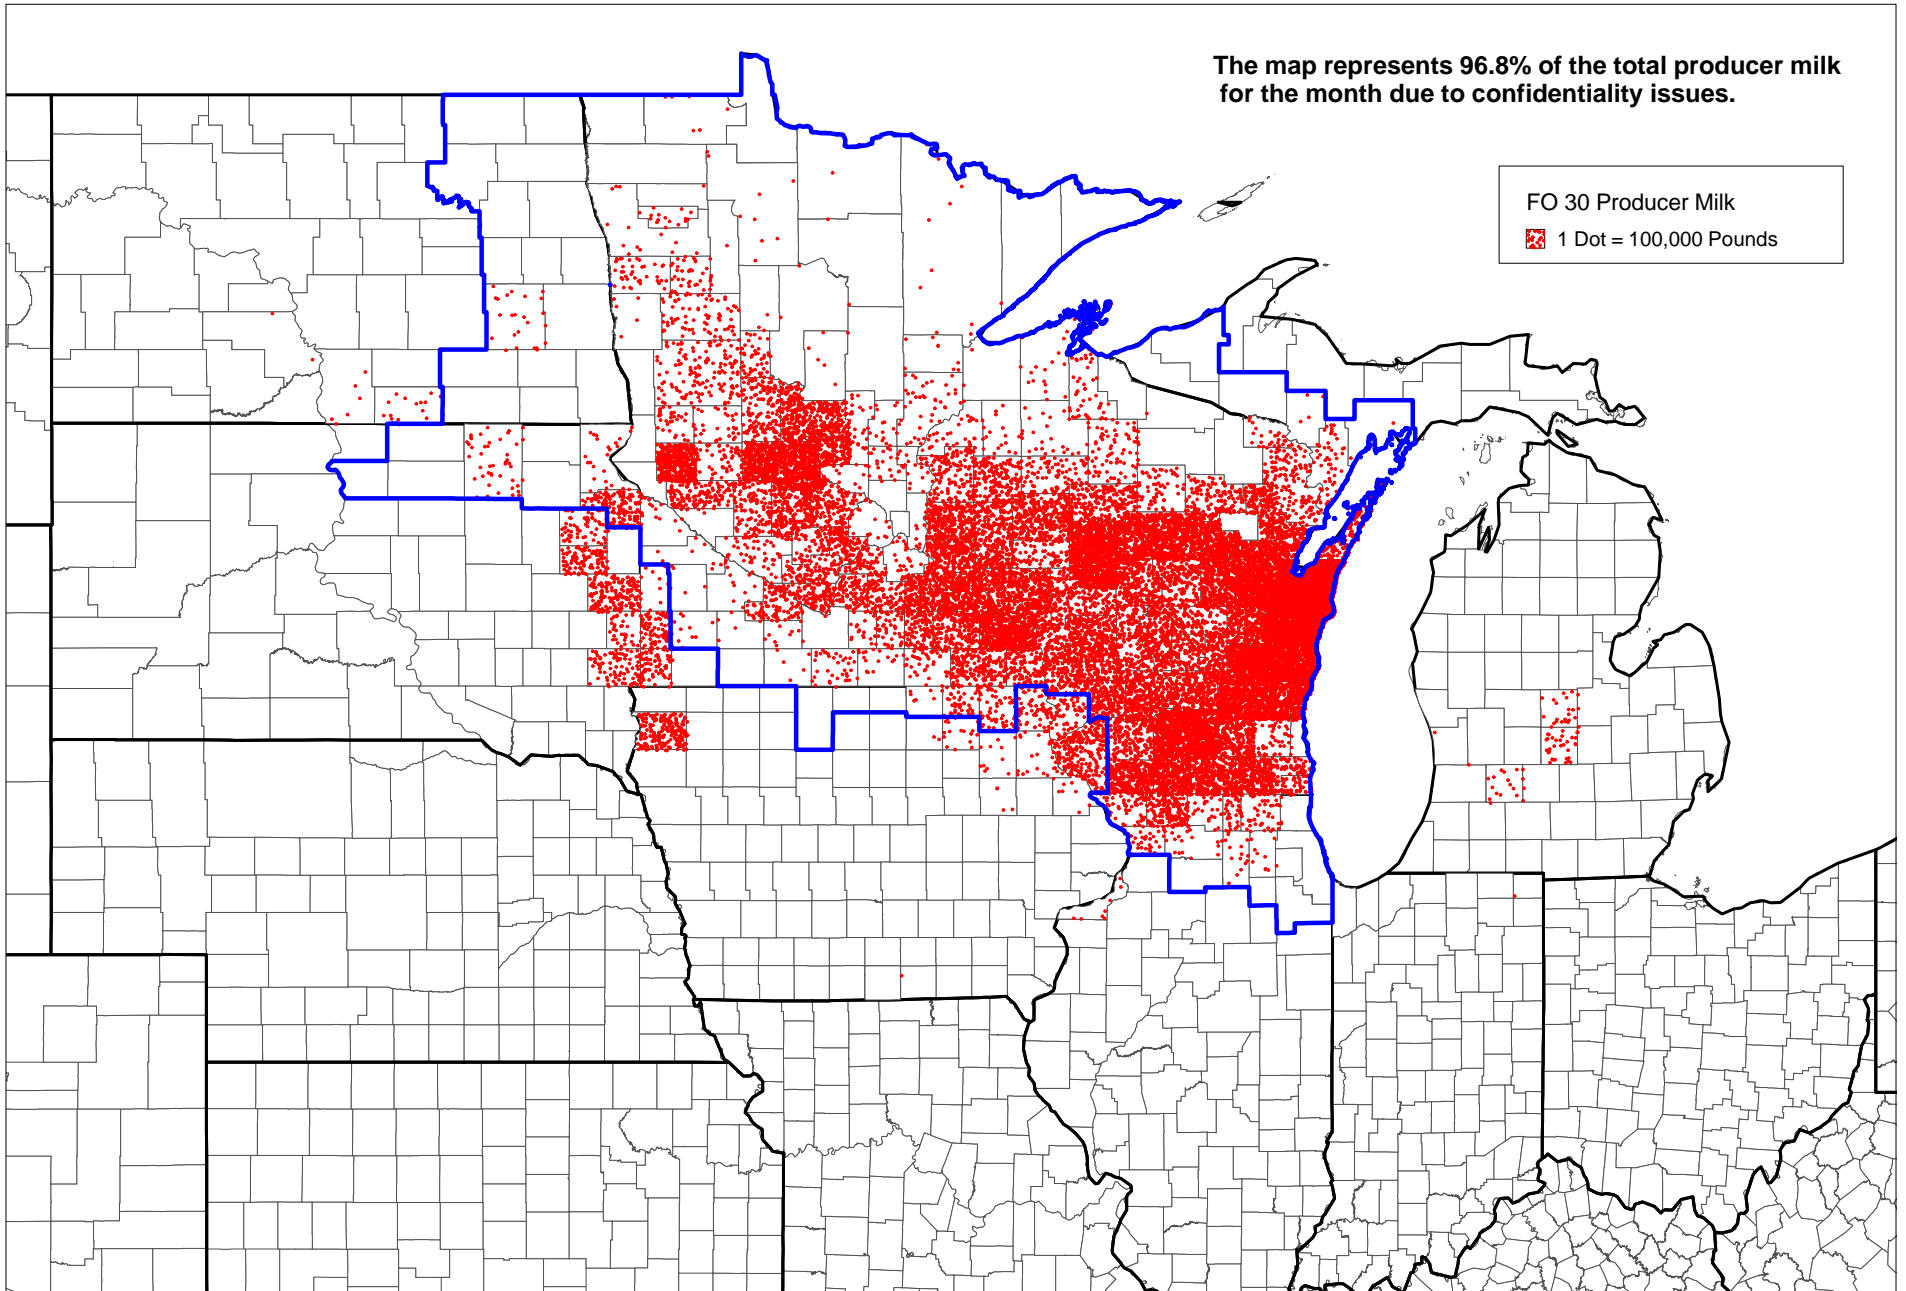 The map represents 96.8% of the total producer milk
for the month due to confidentiality issues.
FO 30 Producer Milk
1 Dot = 100,000 Pounds